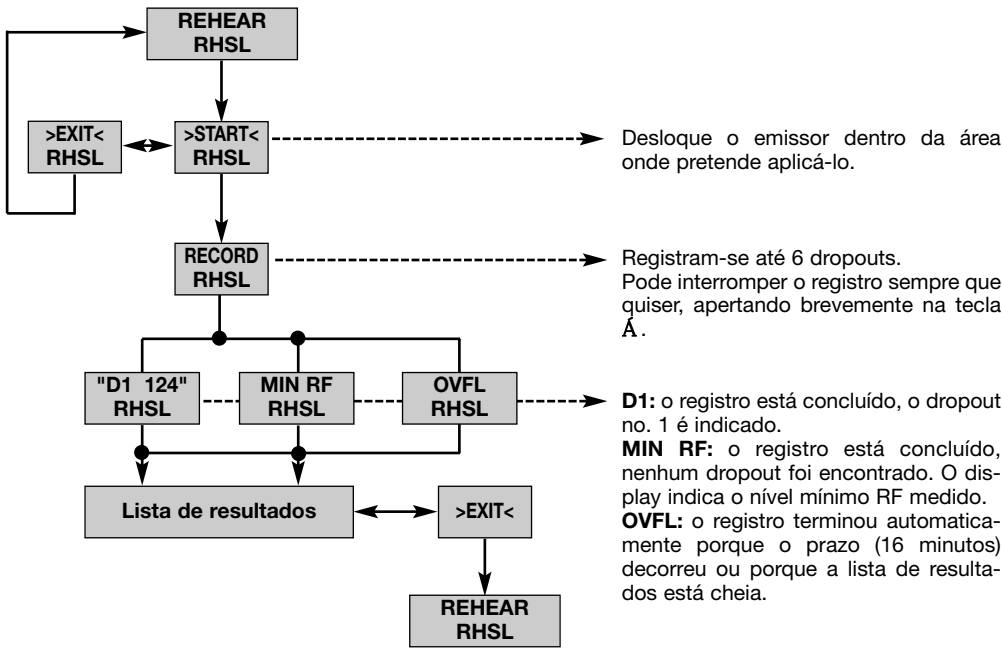 REHEAR
RHSL
>EXIT<
RHSL
>START<
RHSL
Desloque o emissor dentro da área
onde pretende aplicá-lo.
RECORD
RHSL
Registram-se até 6 dropouts.
Pode interromper o registro sempre que
quiser, apertando brevemente na tecla
Á.
"D1 124"
RHSL
MIN RF
RHSL
OVFL
RHSL
D1: o registro está concluído, o dropout
no. 1 é indicado.
MIN RF: o registro está concluído,
nenhum dropout foi encontrado. O dis-
play indica o nível mínimo RF medido.
OVFL: o registro terminou automatica-
mente porque o prazo (16 minutos)
decorreu ou porque a lista de resulta-
dos está cheia.
Lista de resultados
>EXIT<
REHEAR
RHSL